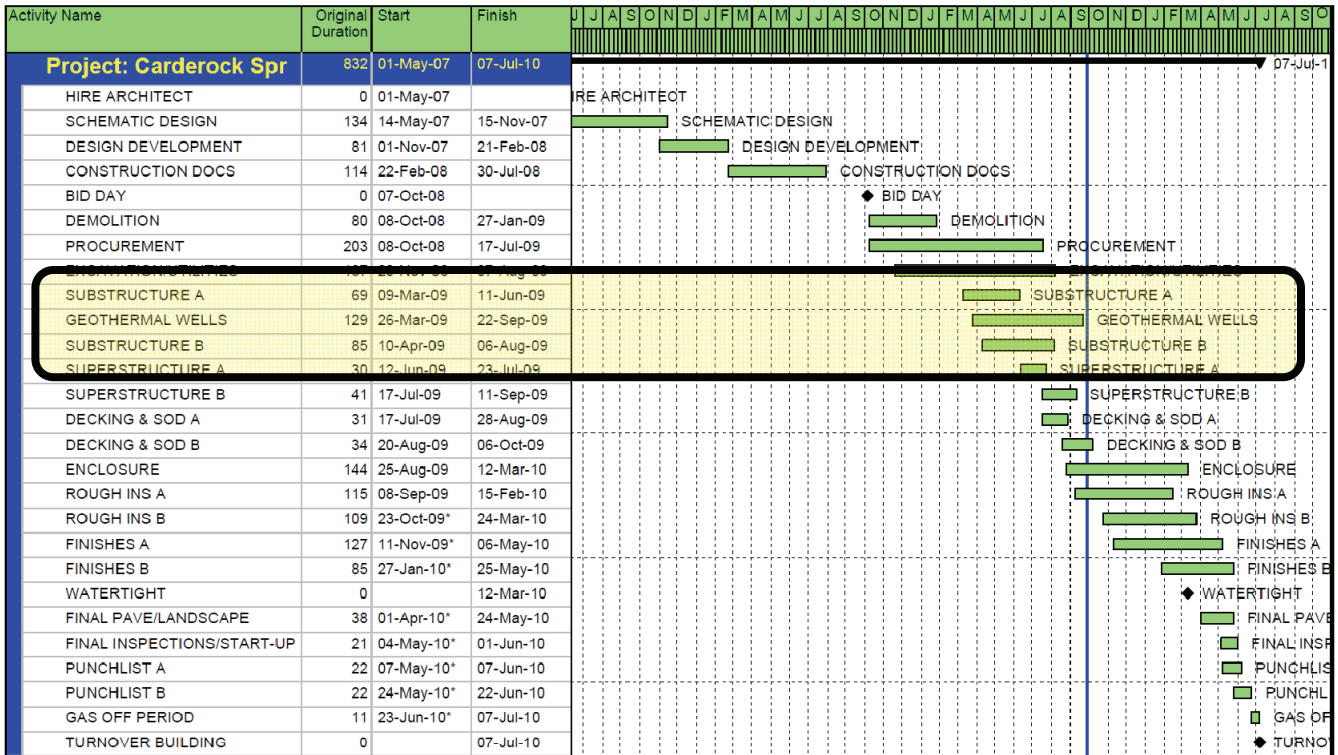 Activity Name Original Duration Start Finish J J A S O N D J F M A M J J A S O N D J F M A M J J A S O N D J F M A M J J A S O
Project: Carderock Spr 832 01-May-07 07-Jul-10 07-Jul-1
HIRE ARCHITECT 0 01-May-07 IRE ARCHITECT
SCHEMATIC DESIGN 134 14-May-07 15-Nov-07 SCHEMATIC DESIGN
DESIGN DEVELOPMENT 81 01-Nov-07 21-Feb-08 DESIGN DEVELOPMENT
CONSTRUCTION DOCS 114 22-Feb-08 30-Jul-08 CONSTRUCTION DOCS
BID DAY 0 07-Oct-08 BID DAY
DEMOLITION 80 08-Oct-08 27-Jan-09 DEMOLITION
PROCUREMENT 203 08-Oct-08 17-Jul-09 PROCUREMENT
EXCAVATION/UTILITIES EXCAVATION/UTILITIES
SUBSTRUCTURE A 69 09-Mar-09 11-Jun-09 SUBSTRUCTURE A
GEOTHERMAL WELLS 129 26-Mar-09 22-Sep-09 GEOTHERMAL WELLS
SUBSTRUCTURE B 85 10-Apr-09 06-Aug-09 SUBSTRUCTURE B
SUPERSTRUCTURE A 30 12-Jun-09 23-Jul-09 SUPERSTRUCTURE A
SUPERSTRUCTURE B 41 17-Jul-09 11-Sep-09 SUPERSTRUCTURE B
DECKING & SOD A 31 17-Jul-09 28-Aug-09 DECKING & SOD A
DECKING & SOD B 34 20-Aug-09 06-Oct-09 DECKING & SOD B
ENCLOSURE 144 25-Aug-09 12-Mar-10 ENCLOSURE
ROUGH INS A 115 08-Sep-09 15-Feb-10 ROUGH INS A
ROUGH INS B 109 23-Oct-09* 24-Mar-10 ROUGH INS B
FINISHES A 127 11-Nov-09* 06-May-10 FINISHES A
FINISHES B 85 27-Jan-10* 25-May-10 FINISHES B
WATERTIGHT 0 12-Mar-10 WATERTIGHT
FINAL PAVE/LANDSCAPE 38 01-Apr-10* 24-May-10 FINAL PAVE
FINAL INSPECTIONS/START-UP 21 04-May-10* 01-Jun-10 FINAL INSP
PUNCHLIST A 22 07-May-10* 07-Jun-10 PUNCHLIS
PUNCHLIST B 22 24-May-10* 22-Jun-10 PUNCHL
GAS OFF PERIOD 11 23-Jun-10* 07-Jul-10 GAS OF
TURNOVER BUILDING 0 07-Jul-10 TURNOV